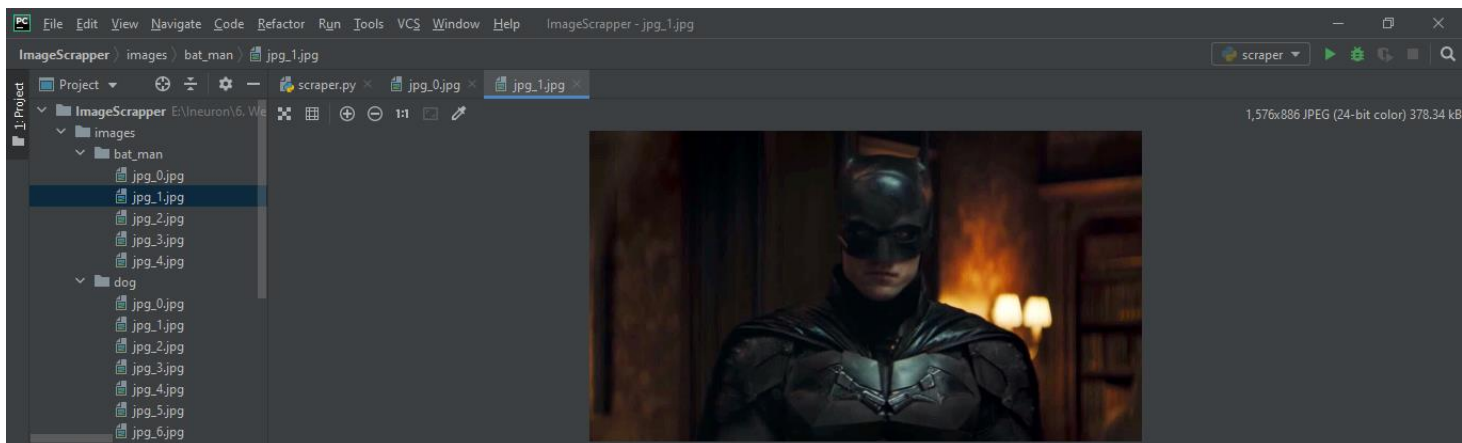 PC File Edit View Navigate Code Refactor Run Tools VCS Window Help ImageScrapper - jpg_1.jpg
ImageScrapper images bat_man jpg_1.jpg scraper
1: Project
Project scraper.py jpg_0.jpg jpg_1.jpg
ImageScrapper E:\Ineuron\6. We 1:1 1,576x886 JPEG (24-bit color) 378.34 kB
images
bat_man
jpg_0.jpg
jpg_1.jpg
jpg_2.jpg
jpg_3.jpg
jpg_4.jpg
dog
jpg_0.jpg
jpg_1.jpg
jpg_2.jpg
jpg_3.jpg
jpg_4.jpg
jpg_5.jpg
jpg_6.jpg